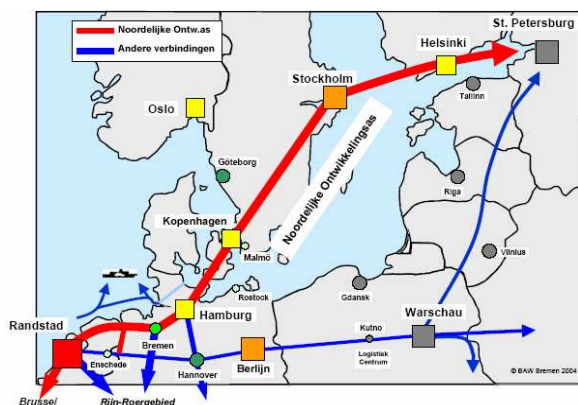 Noordelijke Ontw.as
Andere verbindingen
St. Petersburg
Helsinki
Stockholm
Tallinn
Oslo
Göteborg
Noordelijke Ontwikkelingsas
Riga
Kopenhagen
Malmö
Vilnius
Rostock
Gdansk
Hamburg
Warschau
Randstad
Bremen
Kutno
Enschede
Logistiek
Centrum
Hannover
Berlijn
Brussel
Rijn-Roergebied
© BAW Bremen 2004